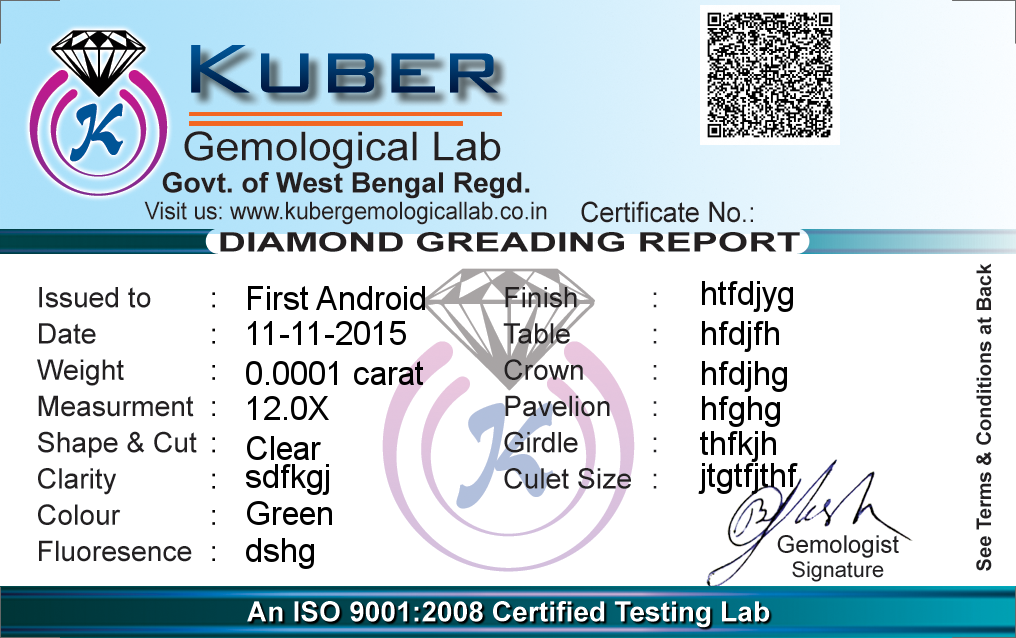 K
KUBER
Gemological Lab
Govt. of West Bengal Regd.
Visit us: www.kubergemologicallab.co.in
Certificate No.:
DIAMOND GREADING REPORT
Issued to : First Android
Date : 11-11-2015
Weight : 0.0001 carat
Measurment : 12.0X
Shape & Cut : Clear
Clarity : sdfkgj
Colour : Green
Fluoresence : dshg
Finish : htfdjyg
Table : hfdjfh
Crown : hfdjhg
Pavelion : hfghg
Girdle : thfkjh
Culet Size : jtgtfjthf
K
Gemologist
Signature
See Terms & Conditions at Back
An ISO 9001:2008 Certified Testing Lab